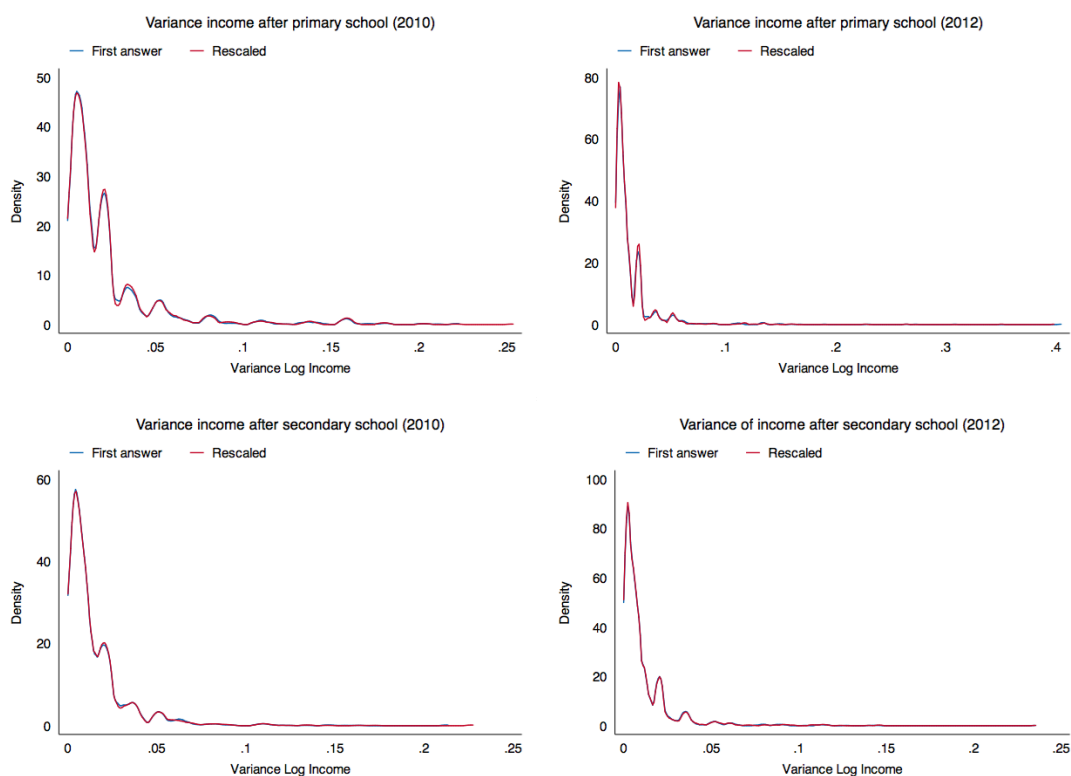 Variance income after primary school (2010)
First answer Rescaled
50
40
30
20
10
0
Density
0 .05 .1 .15 .2 .25
Variance Log Income
Variance income after primary school (2012)
First answer Rescaled
80
60
40
20
0
Density
0 .1 .2 .3 .4
Variance Log Income
Variance income after secondary school (2010)
First answer Rescaled
60
40
20
0
Density
0 .05 .1 .15 .2 .25
Variance Log Income
Variance of income after secondary school (2012)
First answer Rescaled
100
80
60
40
20
0
Density
0 .05 .1 .15 .2 .25
Variance Log Income